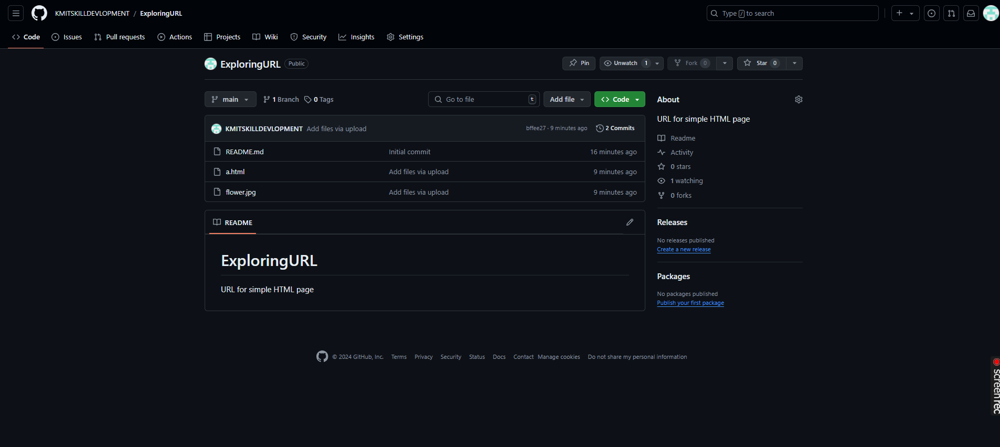 KMITSKILLDEVLOPMENT / ExploringURL
Type / to search
Code Issues Pull requests Actions Projects Wiki Security Insights Settings
ExploringURL Public
Pin Unwatch 1 Fork 0 Star 0
main 1 Branch 0 Tags Go to file t Add file Code
KMITSKILLDEVLOPMENT Add files via upload bffee27 · 9 minutes ago 2 Commits
README.md Initial commit 16 minutes ago
a.html Add files via upload 9 minutes ago
flower.jpg Add files via upload 9 minutes ago
README
ExploringURL
URL for simple HTML page
About
URL for simple HTML page
Readme
Activity
0 stars
1 watching
0 forks
Releases
No releases published
Create a new release
Packages
No packages published
Publish your first package
© 2024 GitHub, Inc. Terms Privacy Security Status Docs Contact Manage cookies Do not share my personal information
screenrec